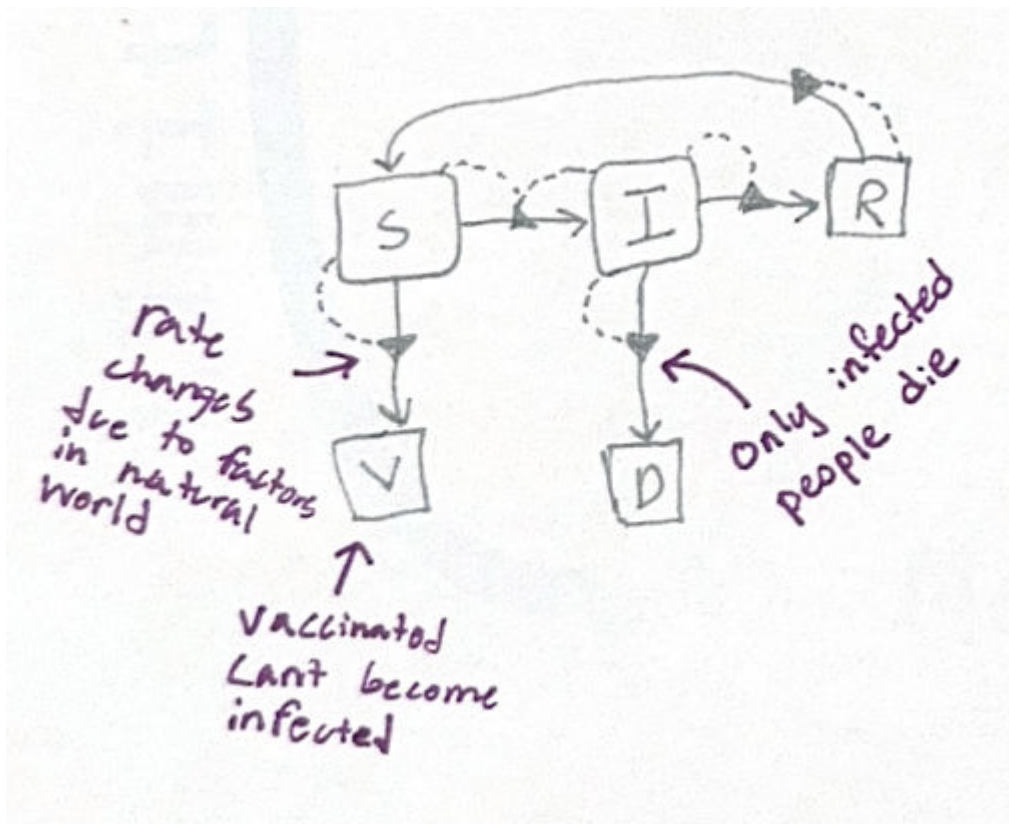 S
I
R
V
D
rate
changes
due to factors
in natural
world
Only infected
people die
Vaccinated
Can't become
infected